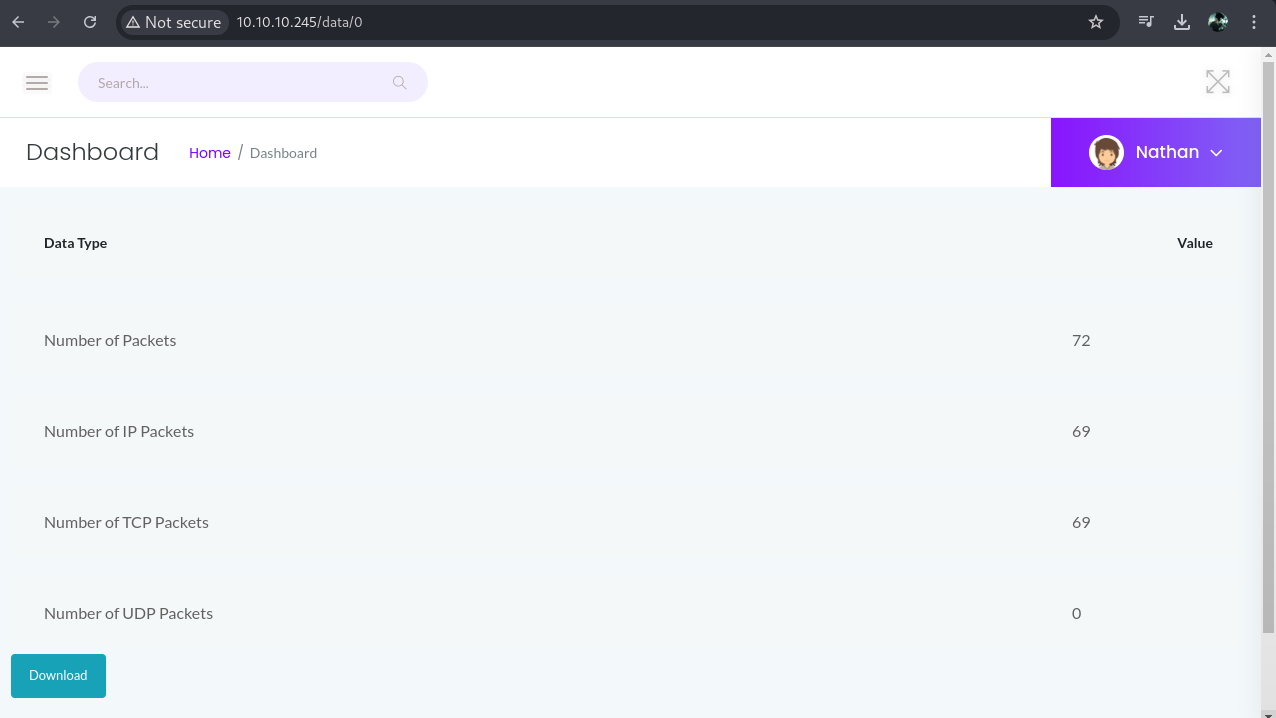 Not secure 10.10.10.245/data/0
Search...
Dashboard Home / Dashboard Nathan
Data Type Value
Number of Packets 72
Number of IP Packets 69
Number of TCP Packets 69
Number of UDP Packets 0
Download